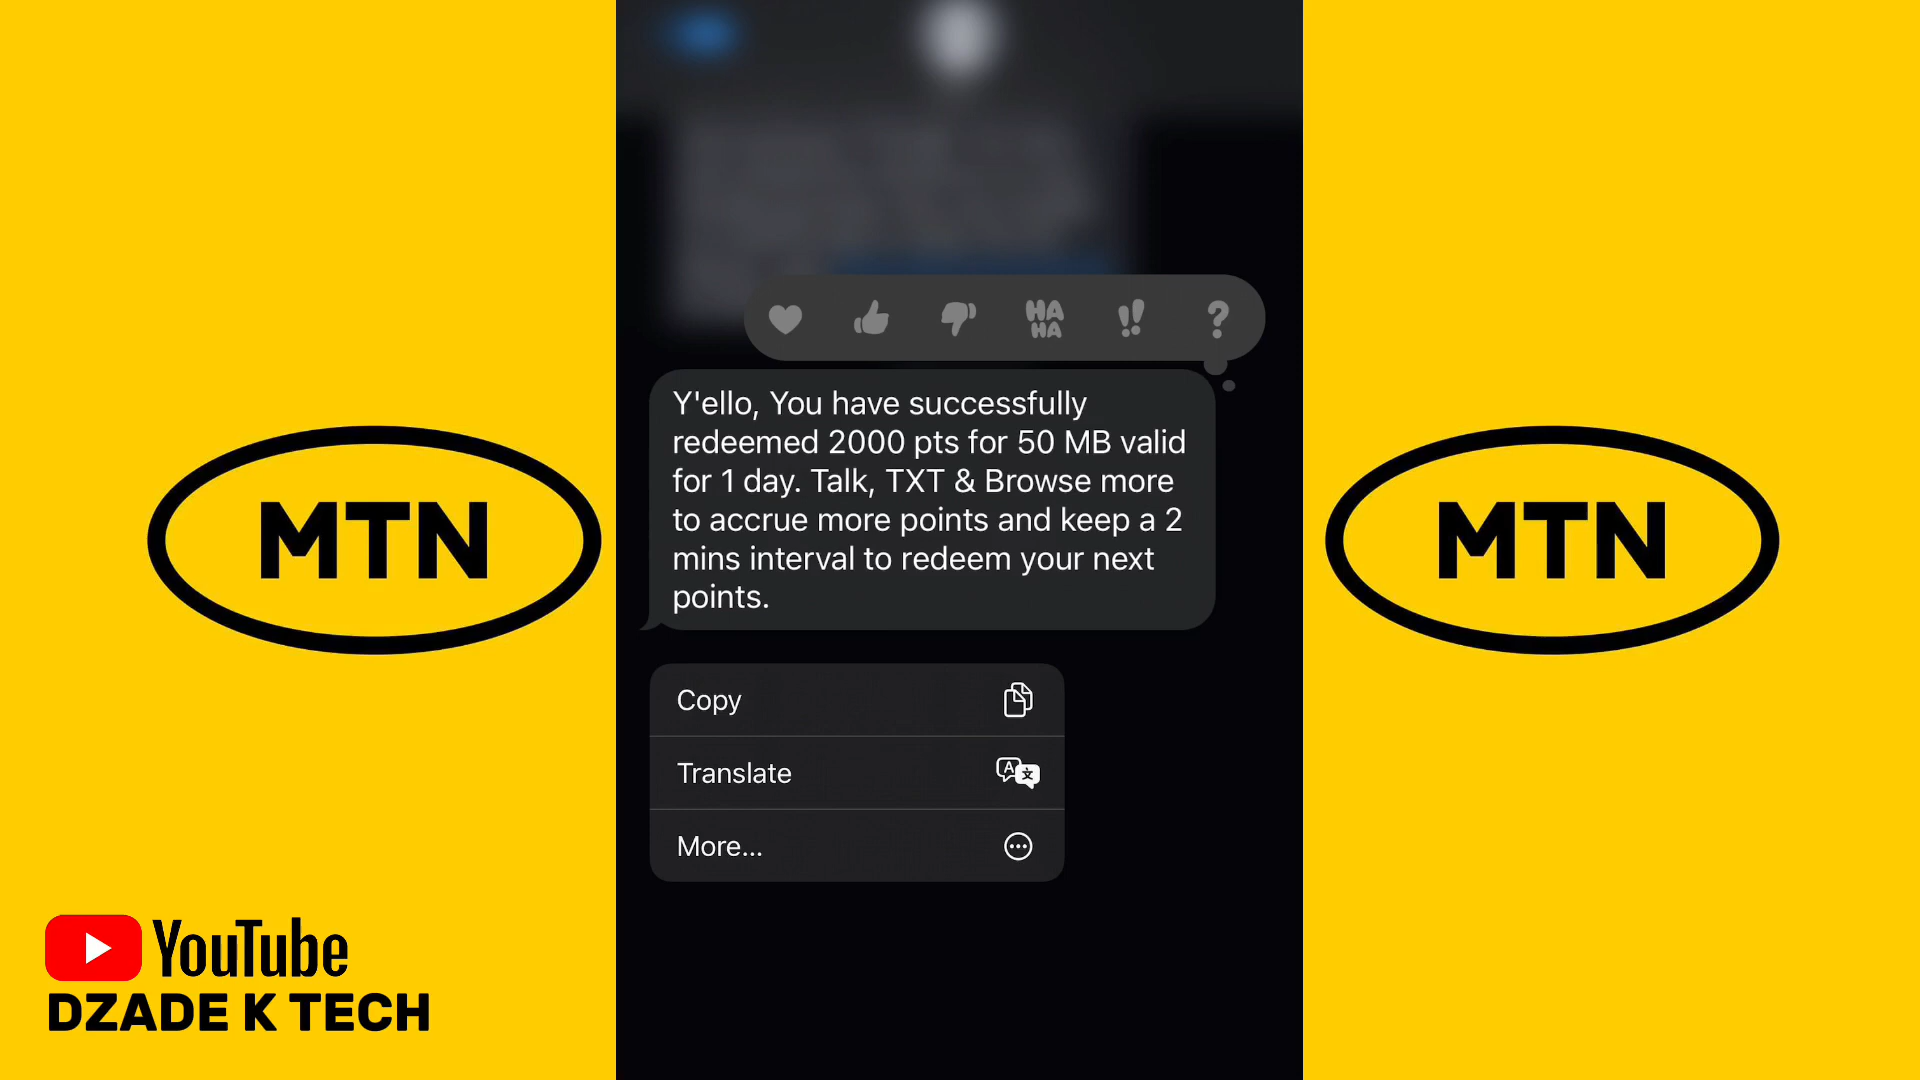 HA
HA
Y'ello, You have successfully
redeemed 2000 pts for 50 MB valid
for 1 day. Talk, TXT & Browse more
to accrue more points and keep a 2
mins interval to redeem your next
points.
MTN
MTN
Copy
Translate
A文
More...
YouTube
DZADE K TECH